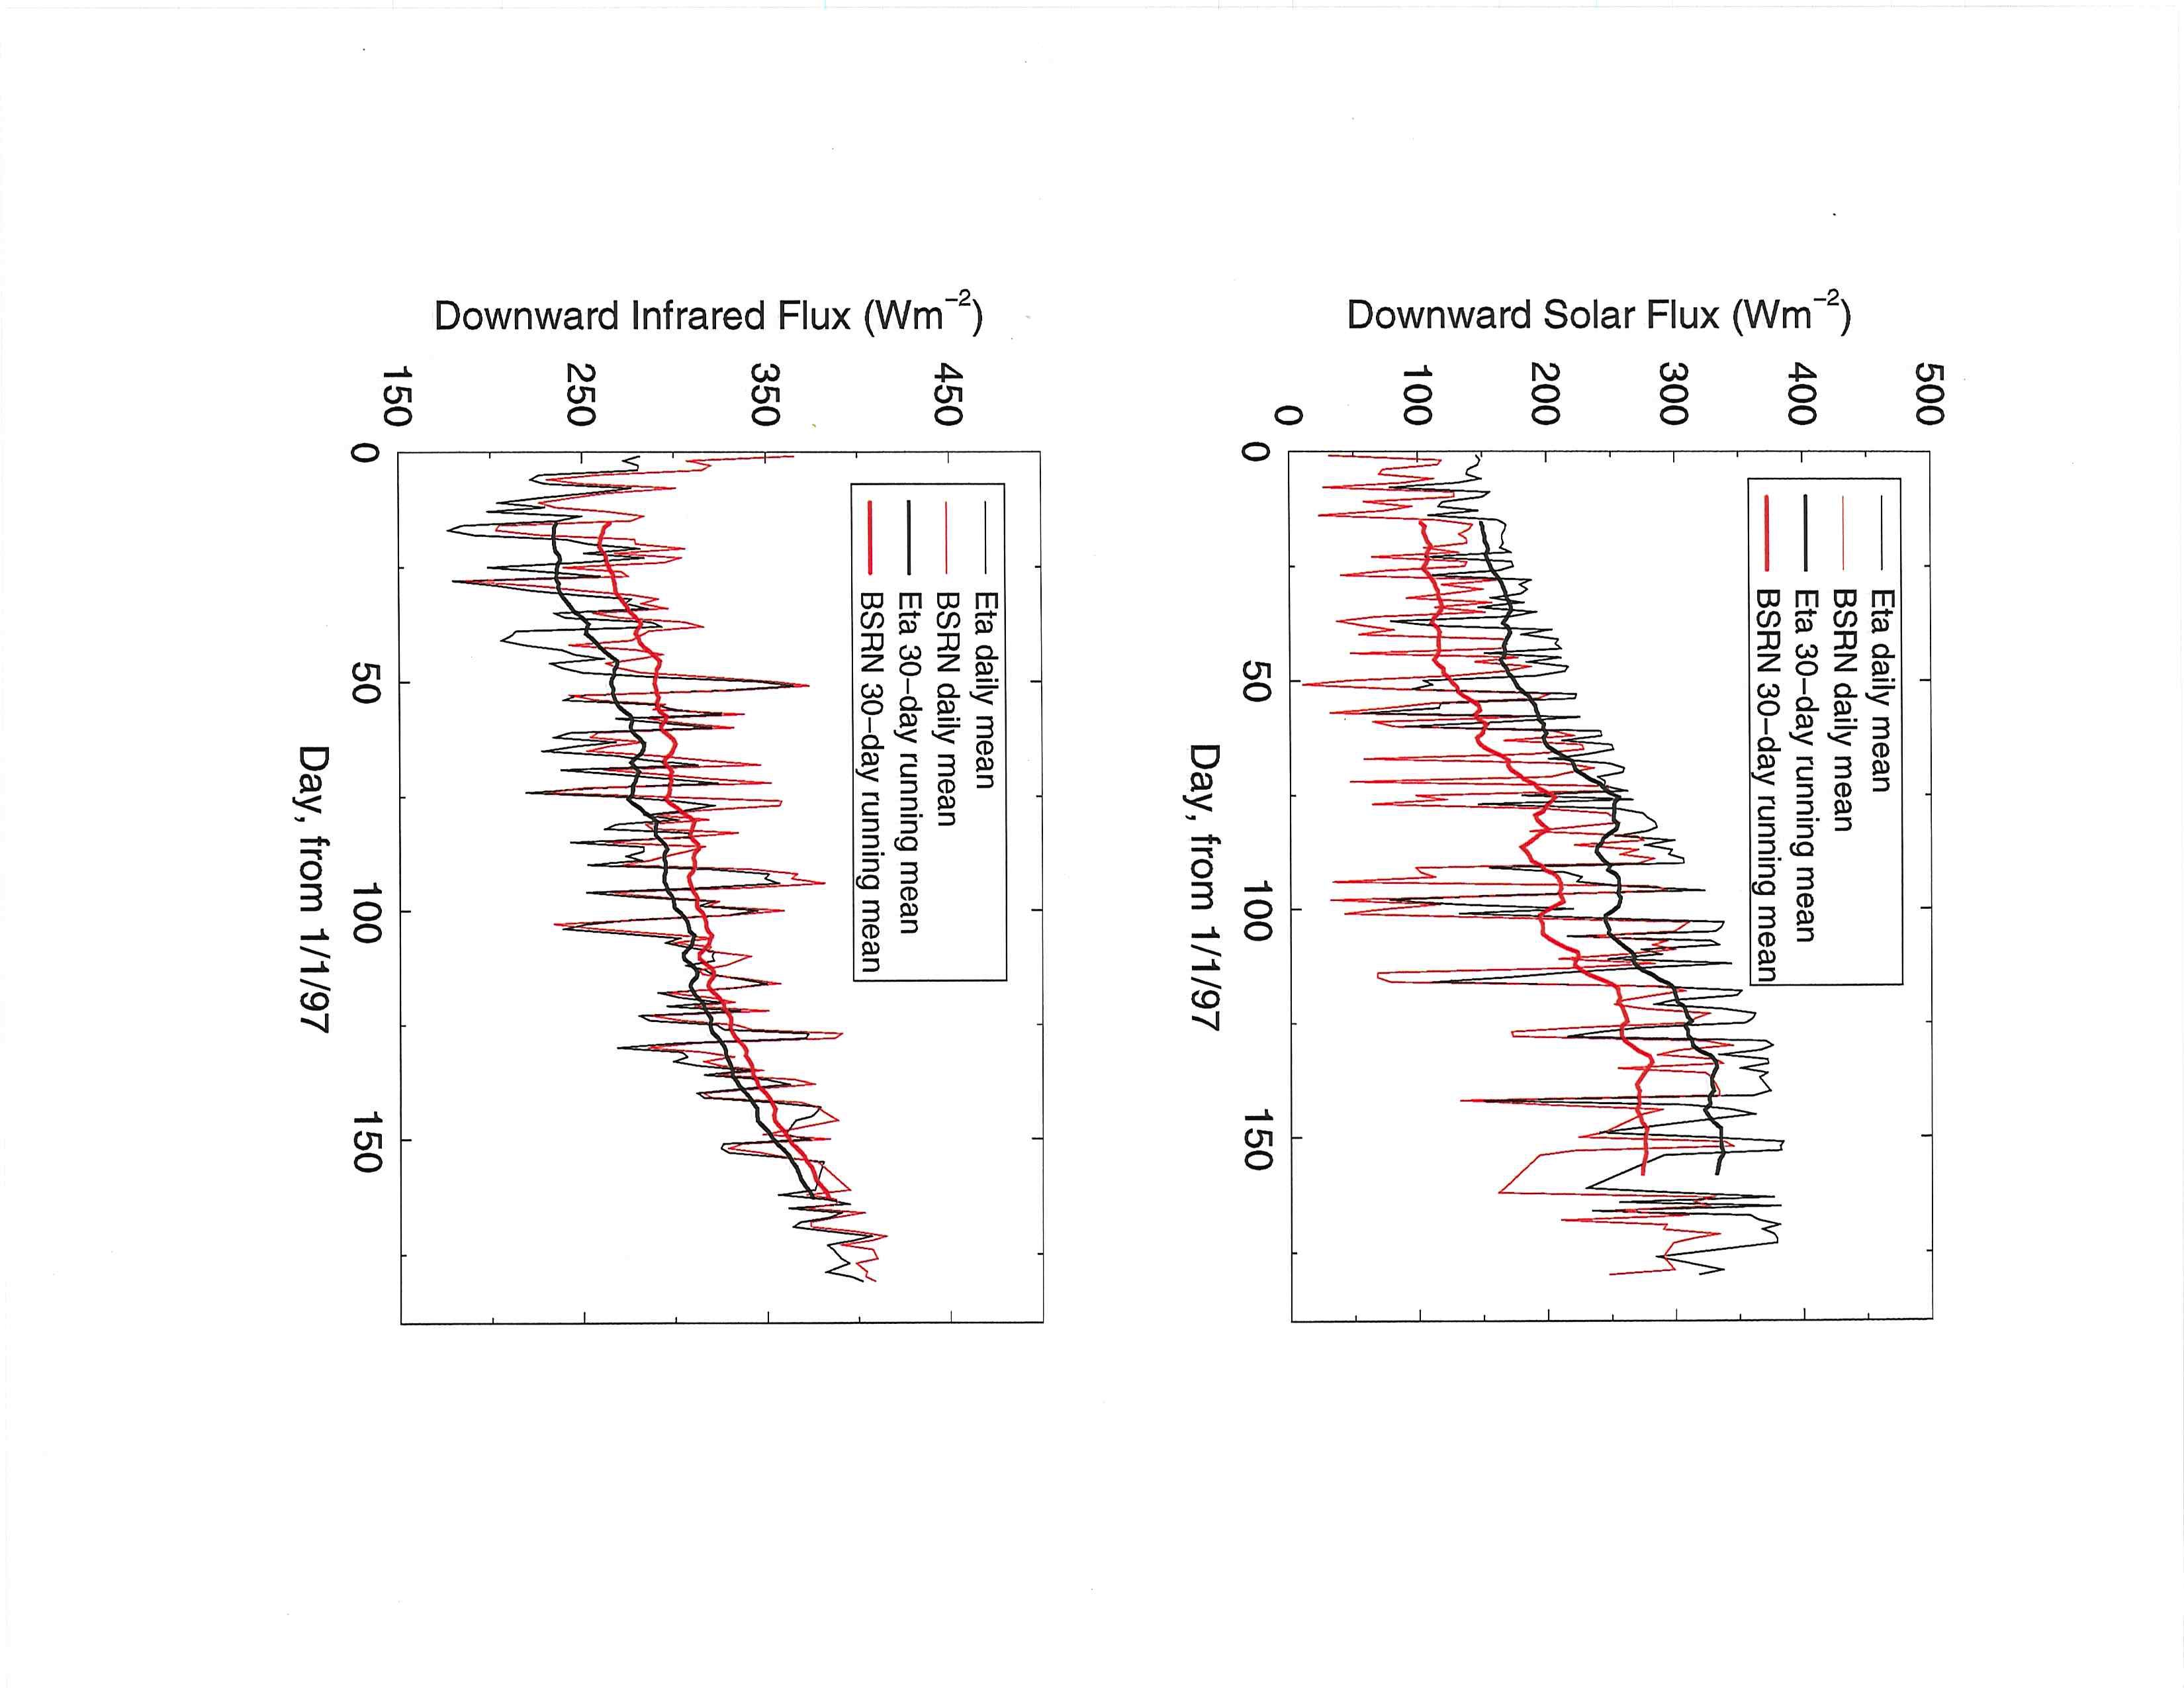 Downward Solar Flux (Wm⁻²)
500
400
300
200
100
0
Eta daily mean
BSRN daily mean
Eta 30−day running mean
BSRN 30−day running mean
0 50 100 150
Day, from 1/1/97
Downward Infrared Flux (Wm⁻²)
450
350
250
150
Eta daily mean
BSRN daily mean
Eta 30−day running mean
BSRN 30−day running mean
0 50 100 150
Day, from 1/1/97